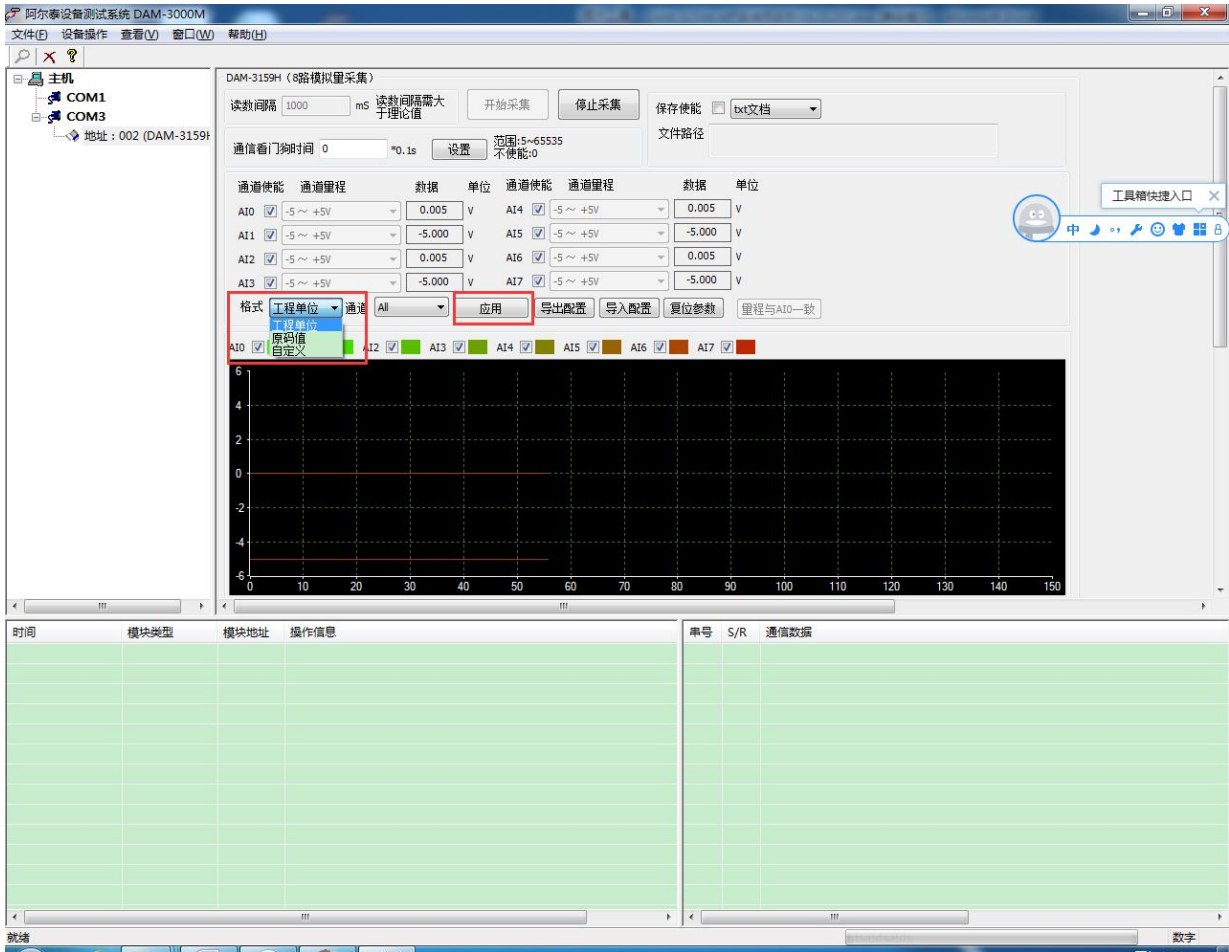 阿尔泰设备测试系统 DAM-3000M
文件(F) 设备操作 查看(V) 窗口(W) 帮助(H)
主机
COM1
COM3
地址：002 (DAM-3159H
DAM-3159H（8路模拟量采集）
读数间隔 1000 mS 读数间隔需大于理论值 开始采集 停止采集
保存使能 txt文档
文件路径
通信看门狗时间 0 *0.1s 设置 范围:5~65535 不使能:0
通道使能 通道量程 数据 单位 通道使能 通道量程 数据 单位
AI0 -5～ +5V 0.005 V AI4 -5～ +5V 0.005 V
AI1 -5～ +5V -5.000 V AI5 -5～ +5V -5.000 V
AI2 -5～ +5V 0.005 V AI6 -5～ +5V 0.005 V
AI3 -5～ +5V -5.000 V AI7 -5～ +5V -5.000 V
格式 工程单位 通道 All 应用 导出配置 导入配置 复位参数 量程与AI0一致
工程单位
原码值
自定义
AI0 AI2 AI3 AI4 AI5 AI6 AI7
6
4
2
0
-2
-4
-6
0 10 20 30 40 50 60 70 80 90 100 110 120 130 140 150
工具箱快捷入口
中
时间 模块类型 模块地址 操作信息
串号 S/R 通信数据
就绪
数字